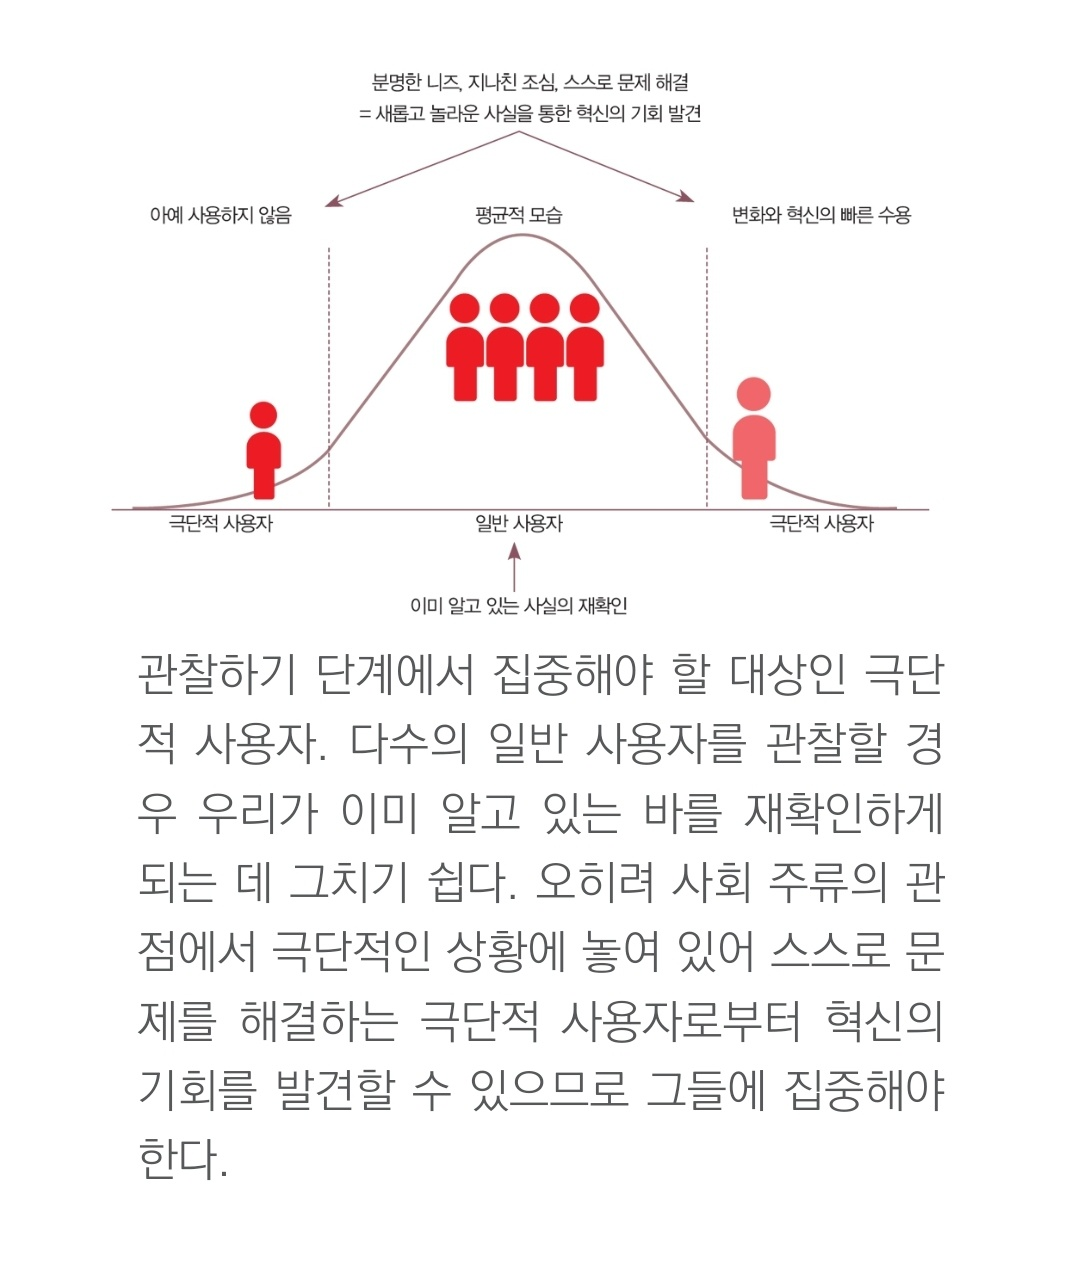 분명한 니즈, 지나친 조심, 스스로 문제 해결
= 새롭고 놀라운 사실을 통한 혁신의 기회 발견
아예 사용하지 않음
평균적 모습
변화와 혁신의 빠른 수용
극단적 사용자
일반 사용자
극단적 사용자
이미 알고 있는 사실의 재확인
관찰하기 단계에서 집중해야 할 대상인 극단
적 사용자. 다수의 일반 사용자를 관찰할 경
우 우리가 이미 알고 있는 바를 재확인하게
되는 데 그치기 쉽다. 오히려 사회 주류의 관
점에서 극단적인 상황에 놓여 있어 스스로 문
제를 해결하는 극단적 사용자로부터 혁신의
기회를 발견할 수 있으므로 그들에 집중해야
한다.